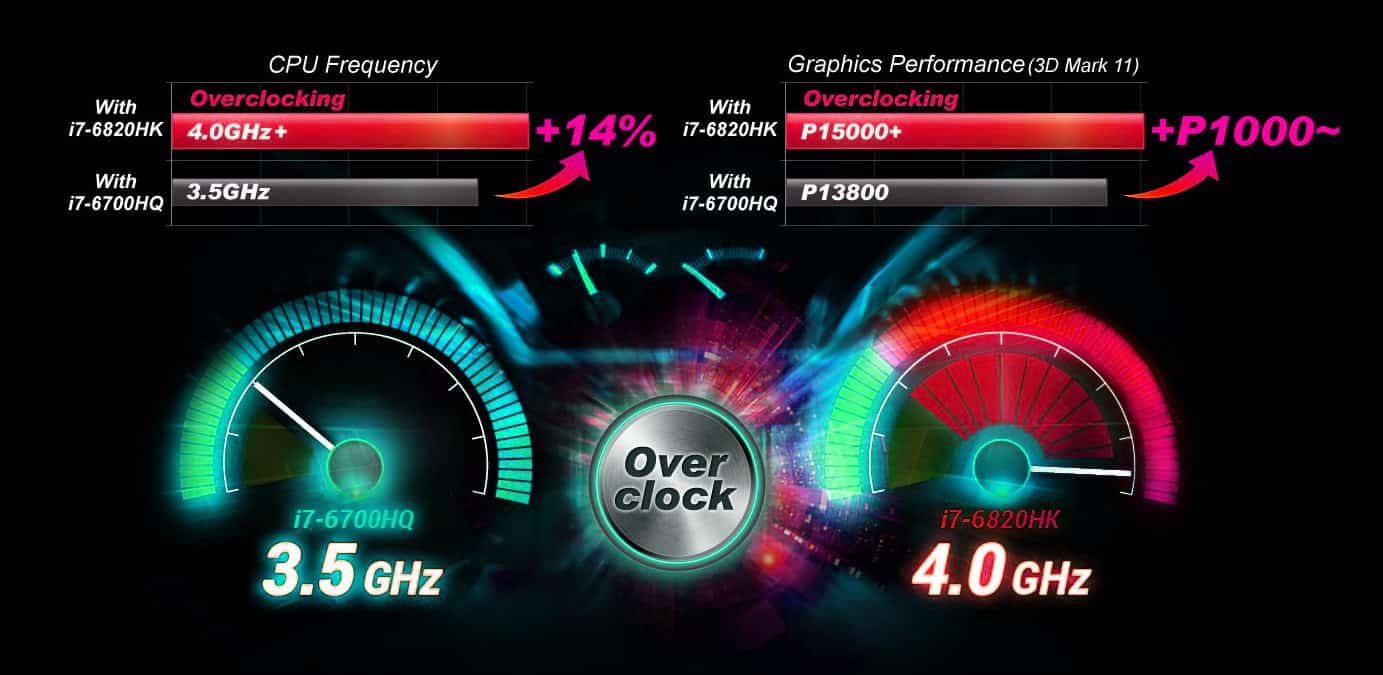 CPU Frequency
With
i7-6820HK
Overclocking
4.0GHz+
+14%
With
i7-6700HQ
3.5GHz
Graphics Performance (3D Mark 11)
With
i7-6820HK
Overclocking
P15000+
+P1000~
With
i7-6700HQ
P13800
i7-6700HQ
3.5 GHz
Over
clock
i7-6820HK
4.0 GHz